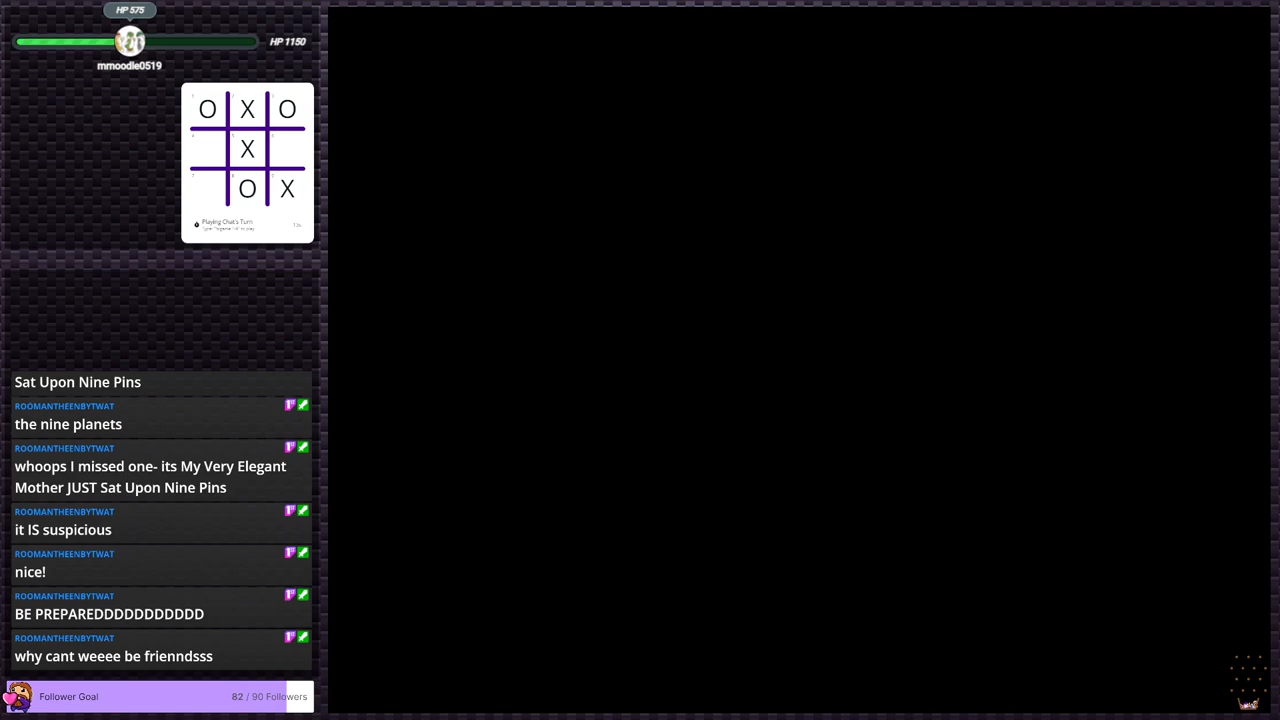 HP 575
HP 1150
mmoodle0519
O X O
X
O X
Playing Chat's Turn
Sat Upon Nine Pins
ROOMANTHEENBYTWAT
the nine planets
ROOMANTHEENBYTWAT
whoops I missed one- its My Very Elegant
Mother JUST Sat Upon Nine Pins
ROOMANTHEENBYTWAT
it IS suspicious
ROOMANTHEENBYTWAT
nice!
ROOMANTHEENBYTWAT
BE PREPAREDDDDDDDDDDD
ROOMANTHEENBYTWAT
why cant weeee be frienndsss
Follower Goal
82 / 90 Followers